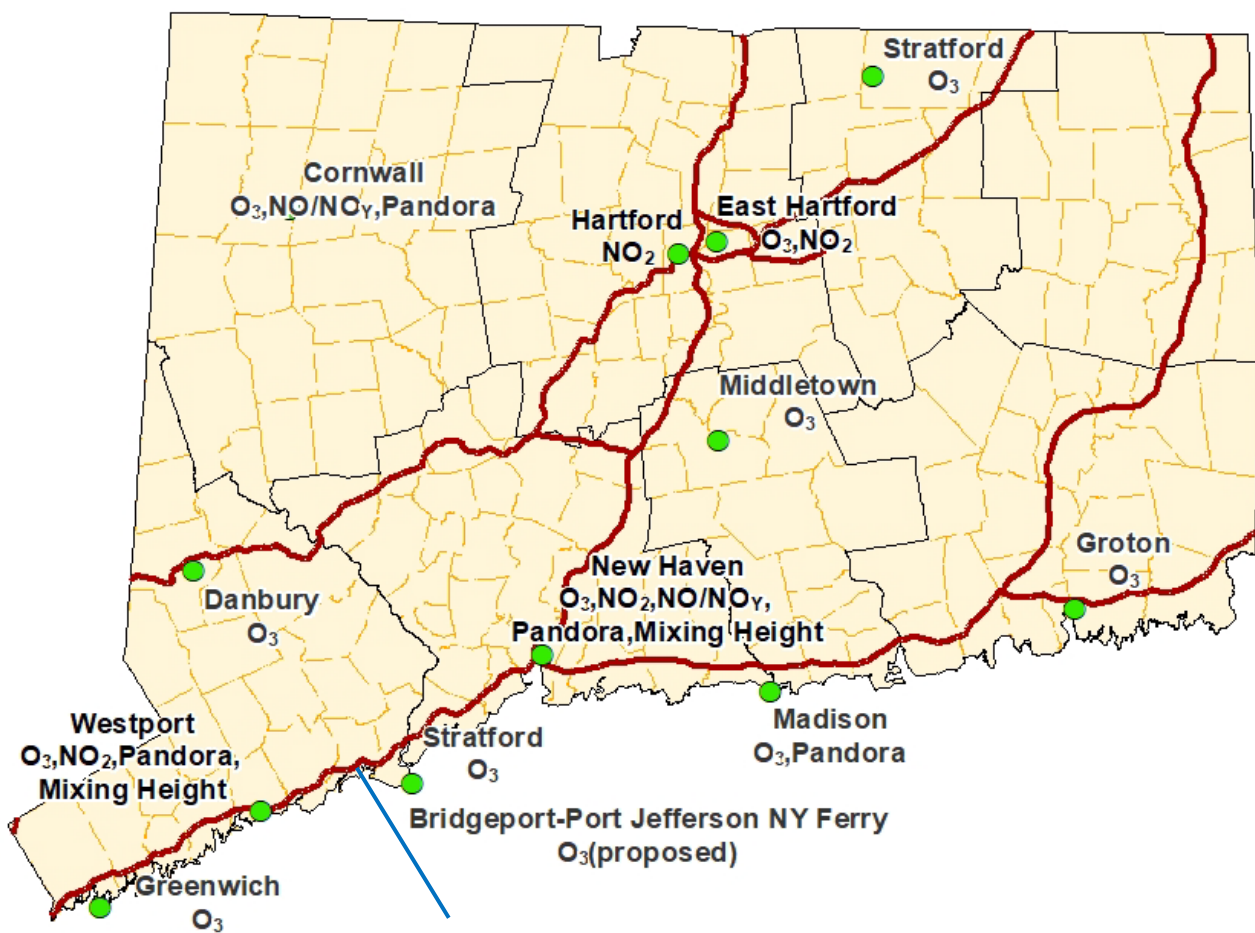 Stratford
O₃
Cornwall
O₃,NO/NOᵧ,Pandora
Hartford
NO₂
East Hartford
O₃,NO₂
Middletown
O₃
Groton
O₃
New Haven
O₃,NO₂,NO/NOᵧ,
Pandora,Mixing Height
Danbury
O₃
Westport
O₃,NO₂,Pandora,
Mixing Height
Stratford
O₃
Madison
O₃,Pandora
Bridgeport-Port Jefferson NY Ferry
O₃(proposed)
Greenwich
O₃